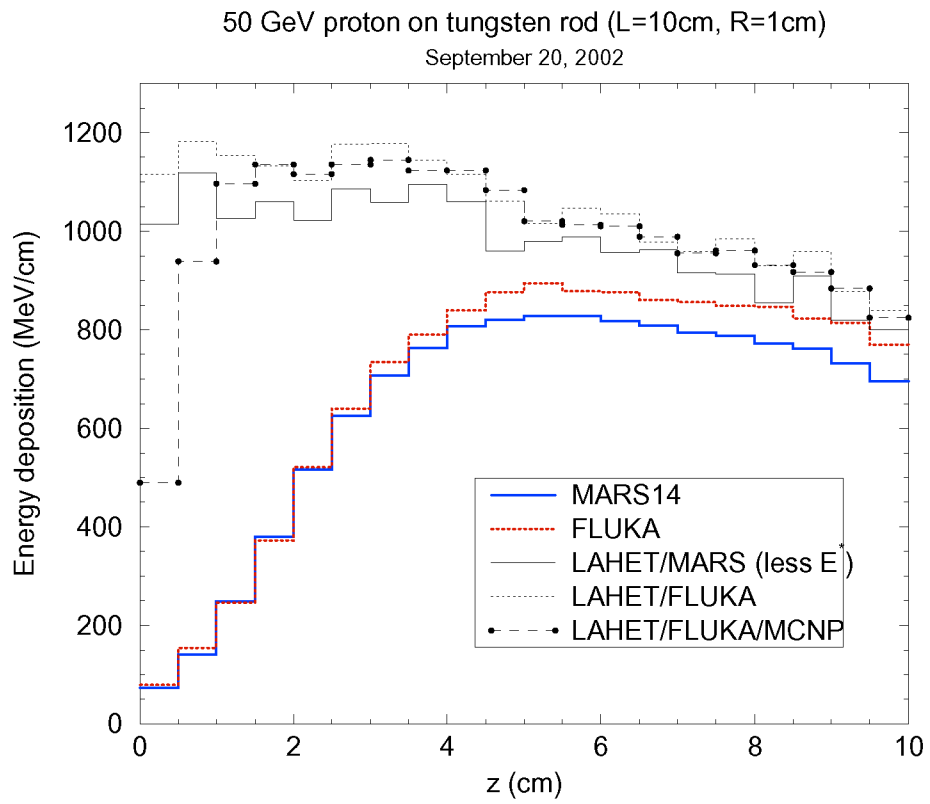 50 GeV proton on tungsten rod (L=10cm, R=1cm)
September 20, 2002
Energy deposition (MeV/cm)
1200
1000
800
600
400
200
0
MARS14
FLUKA
LAHET/MARS (less E*)
LAHET/FLUKA
LAHET/FLUKA/MCNP
0 2 4 6 8 10
z (cm)